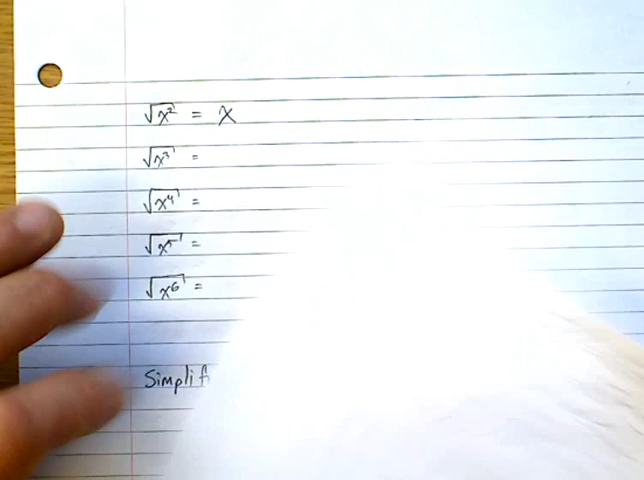 √x² = x
√x³ =
√x⁴ =
√x⁵ =
√x⁶ =
Simplif